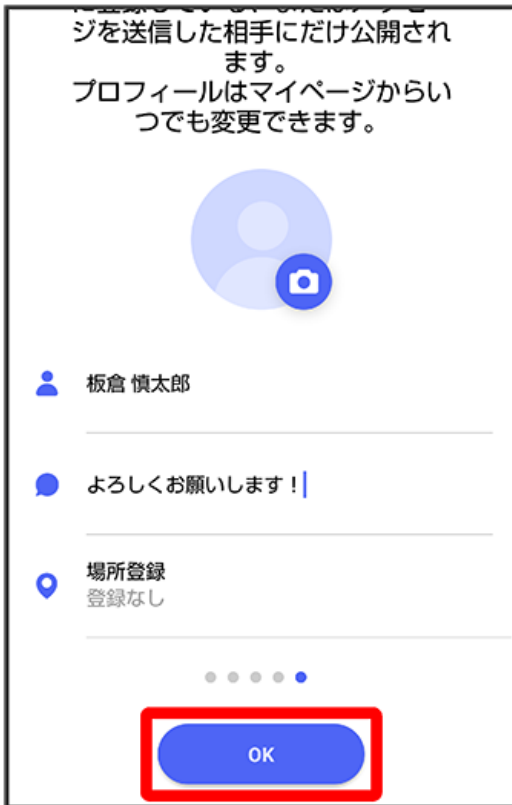 ジを送信した相手にだけ公開され
ます。
プロフィールはマイページからい
つでも変更できます。
板倉 慎太郎
よろしくお願いします！
場所登録
登録なし
OK